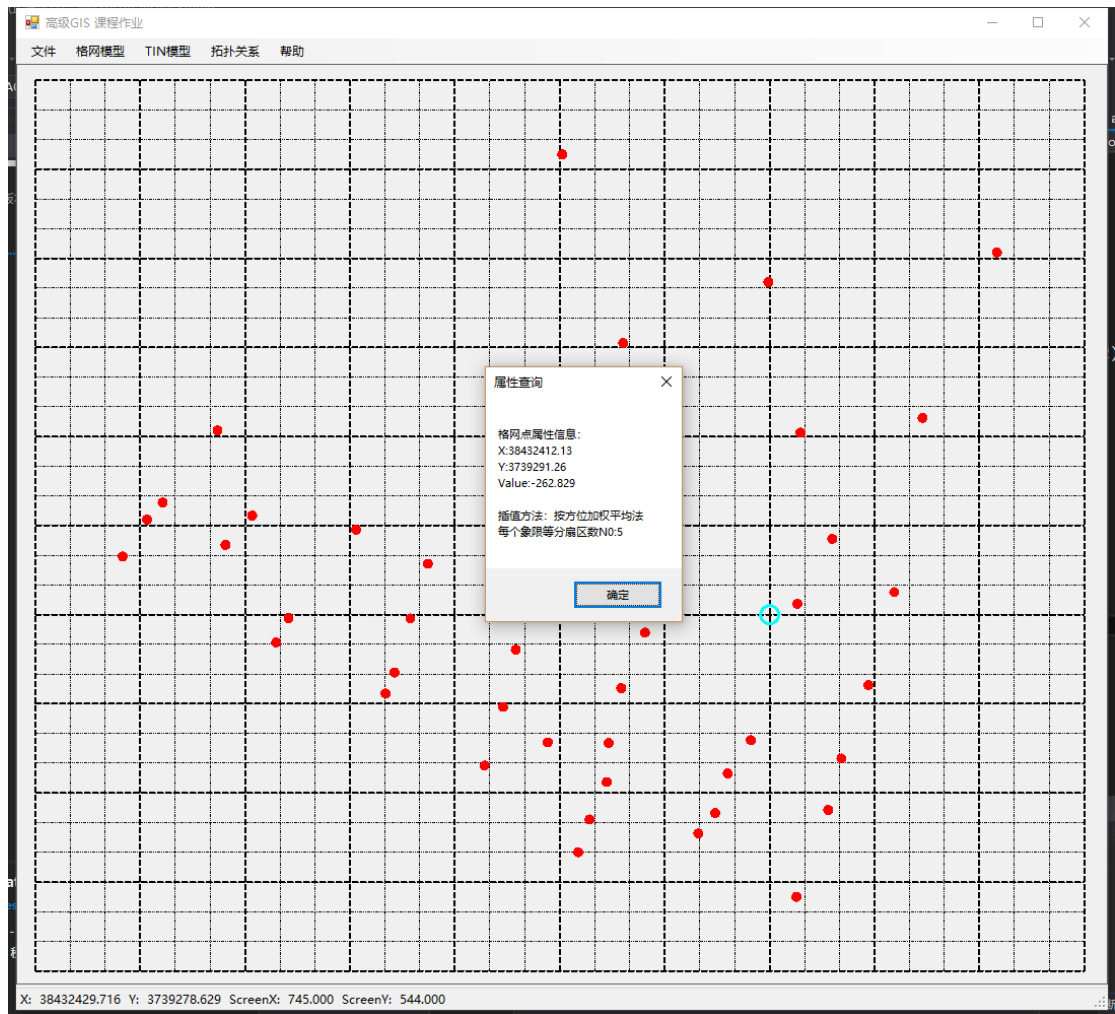 高级GIS 课程作业
文件 格网模型 TIN模型 拓扑关系 帮助
属性查询
格网点属性信息:
X:38432412.13
Y:3739291.26
Value:-262.829
插值方法：按方位加权平均法
每个象限等分扇区数N0:5
确定
X: 38432429.716 Y: 3739278.629 ScreenX: 745.000 ScreenY: 544.000